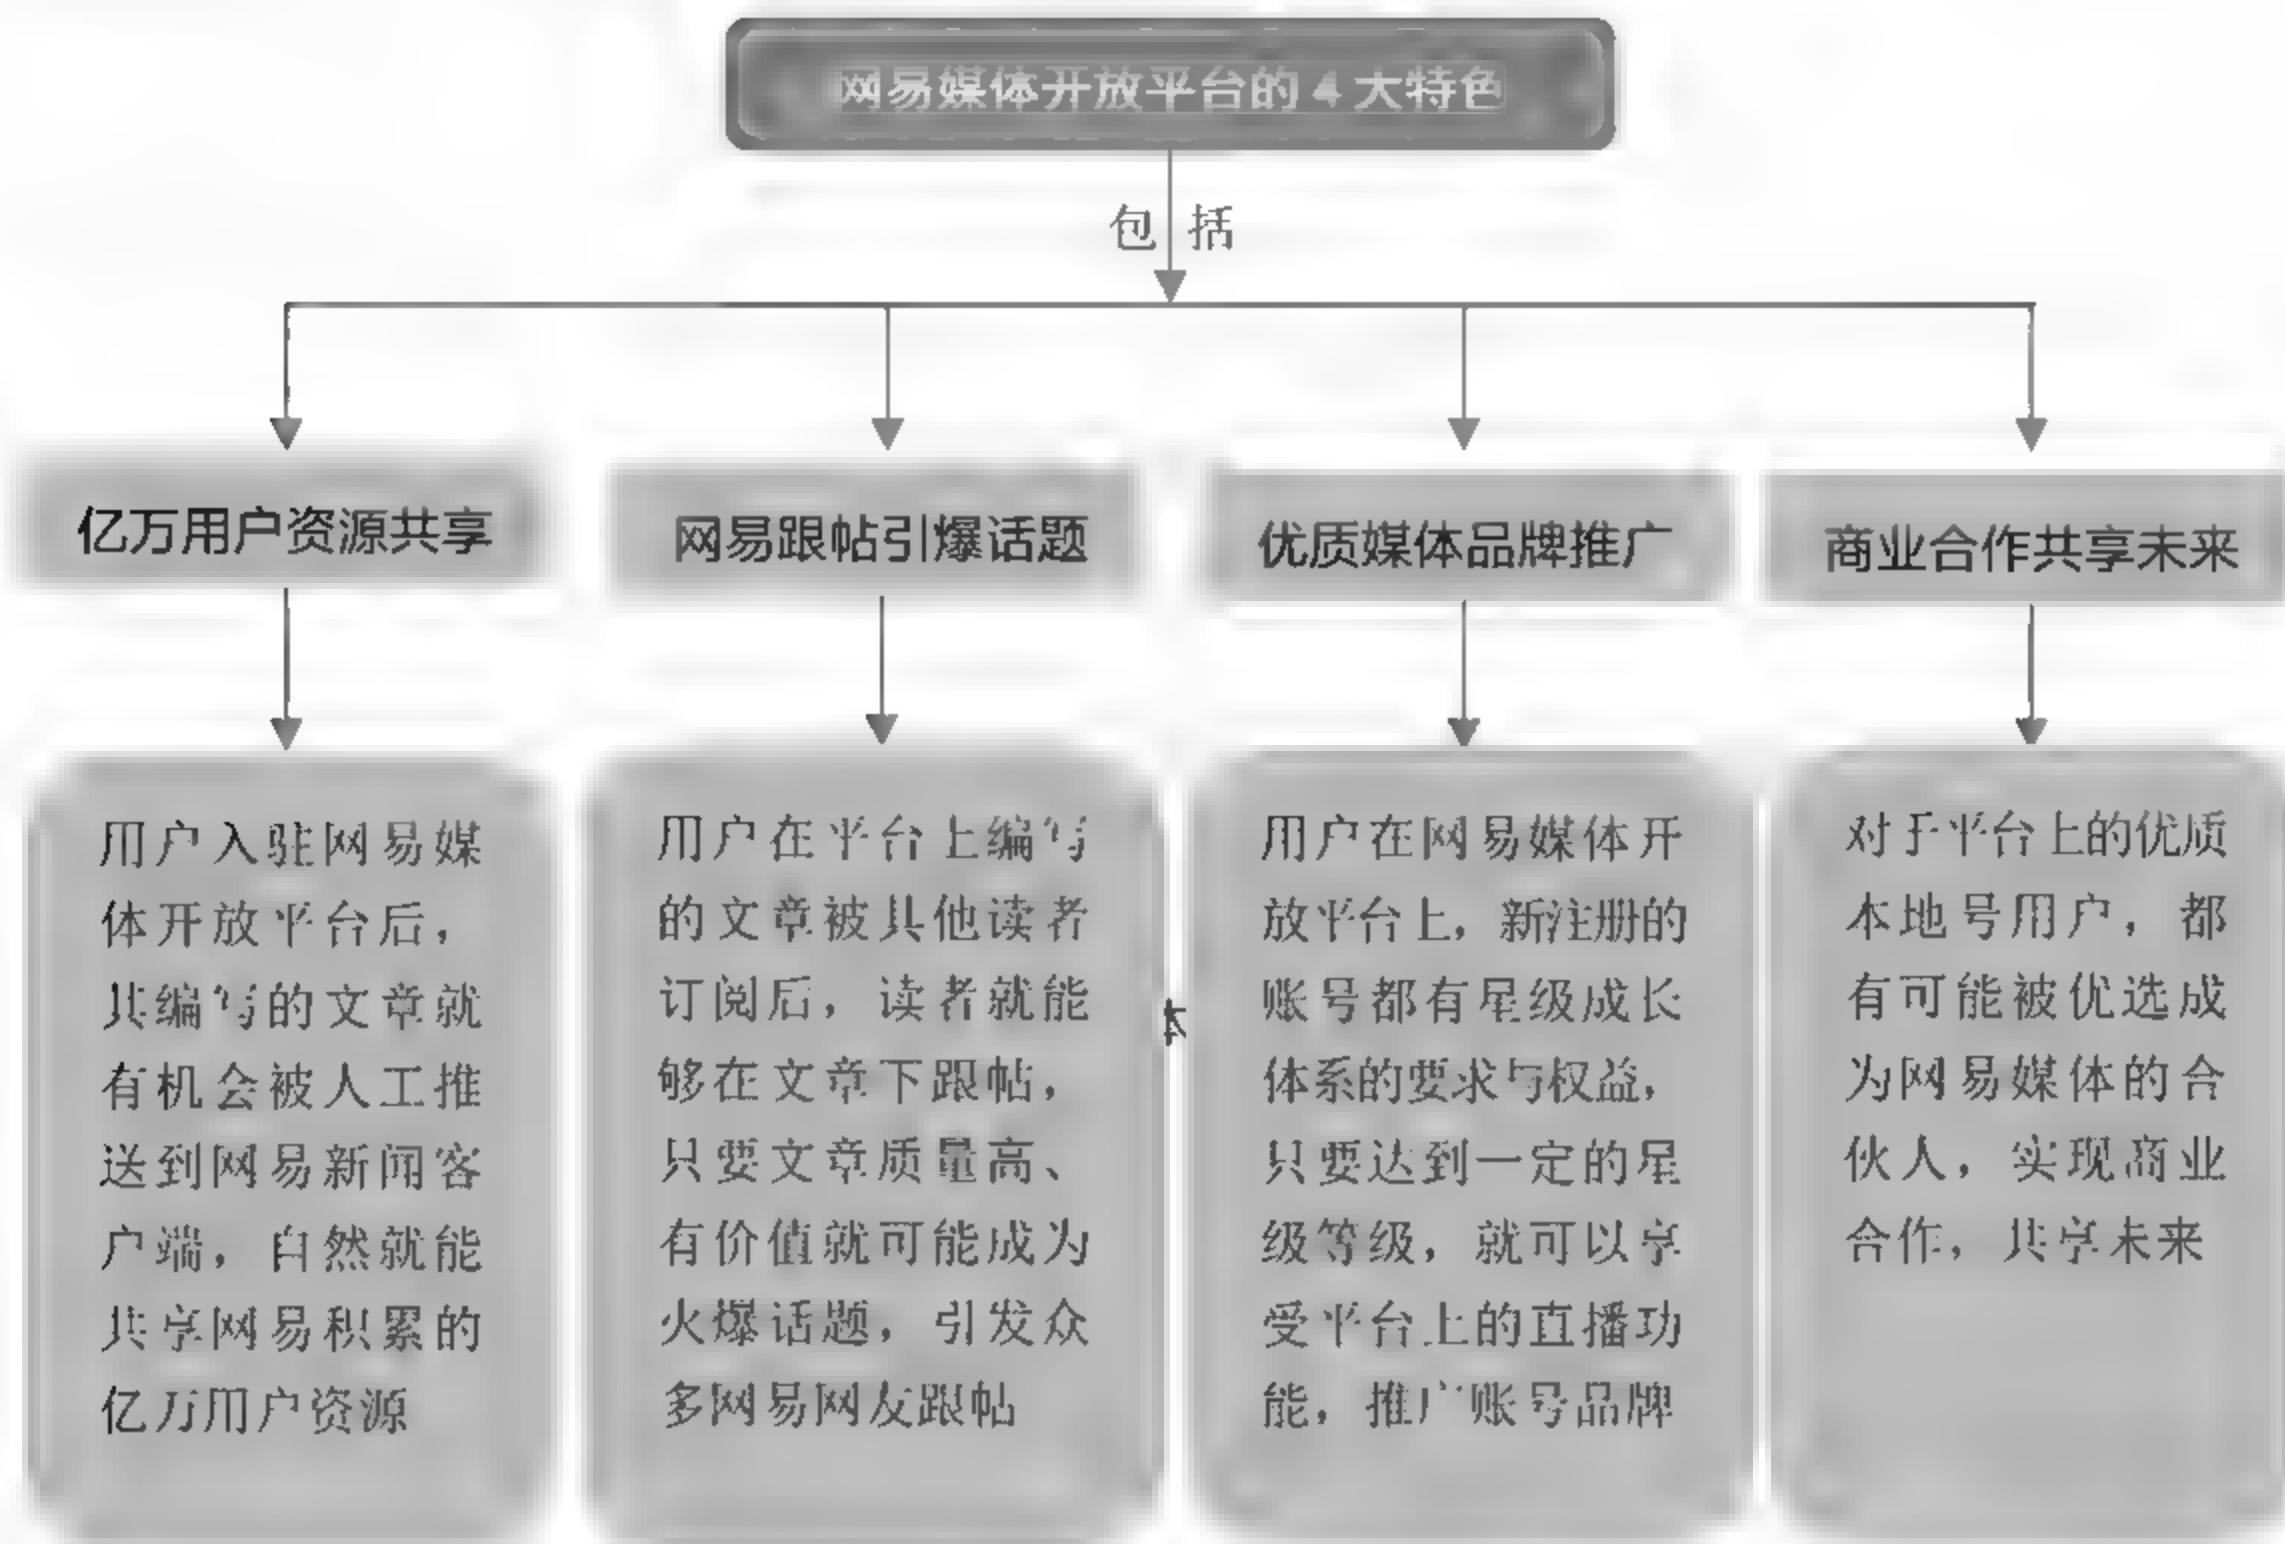 网易媒体开放平台的4大特色
包括
亿万用户资源共享
网易跟帖引爆话题
优质媒体品牌推广
商业合作共享未来
用户入驻网易媒
体开放平台后，
其编写的文章就
有机会被人工推
送到网易新闻客
户端，自然就能
共享网易积累的
亿万用户资源
用户在平台上编写
的文章被其他读者
订阅后，读者就能
够在文章下跟帖，
只要文章质量高、
有价值就可能成为
火爆话题，引发众
多网易网友跟帖
用户在网易媒体开
放平台上，新注册的
账号都有星级成长
体系的要求与权益，
只要达到一定的星
级等级，就可以享
受平台上的直播功
能，推广账号品牌
对于平台上的优质
本地号用户，都
有可能被优选成
为网易媒体的合
伙人，实现商业
合作，共享未来